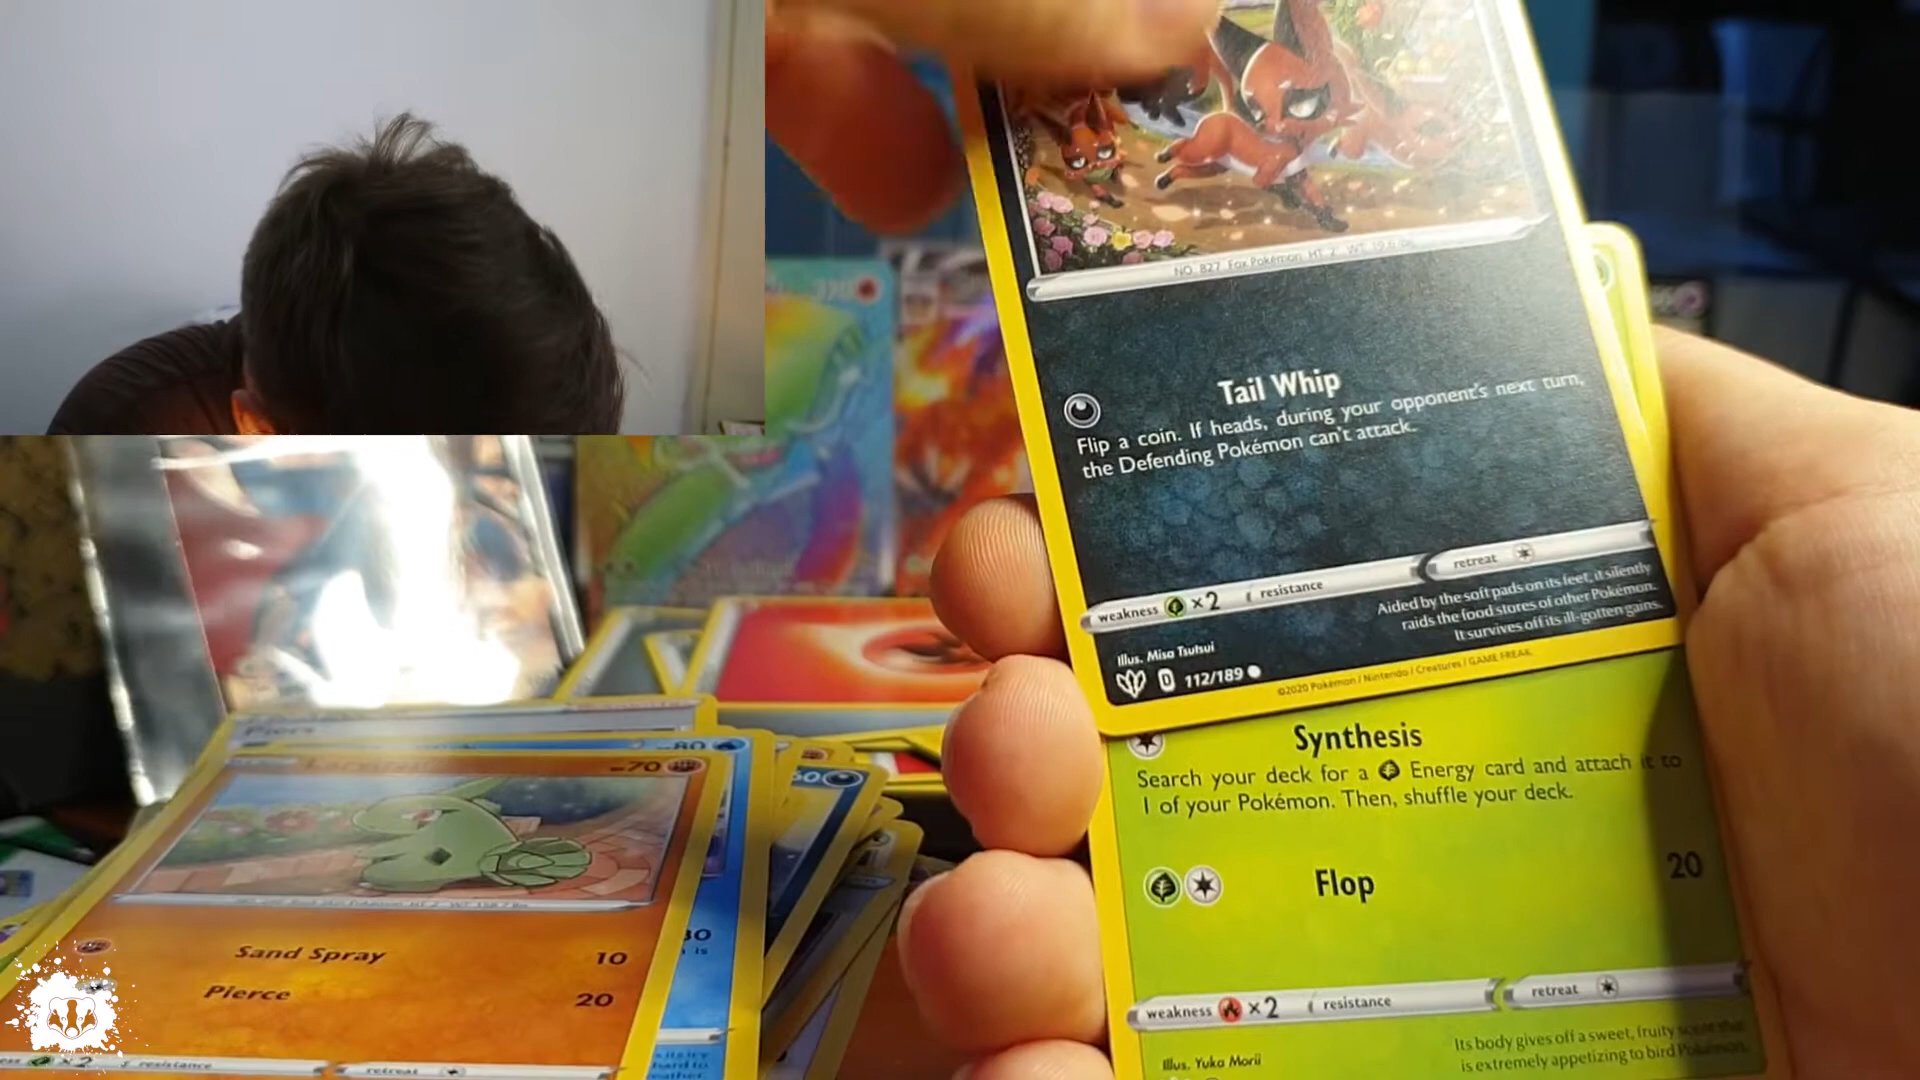 NO. 827 Fox Pokémon HT 2' WT 19.6 lbs
Tail Whip
Flip a coin. If heads, during your opponent's next turn,
the Defending Pokémon can't attack.
weakness ×2 resistance retreat
Aided by the soft pads on its feet, it silently
raids the food stores of other Pokémon.
It survives off its ill-gotten gains.
Illus. Misa Tsutsui
D 112/189
©2020 Pokémon / Nintendo / Creatures / GAME FREAK
Synthesis
Search your deck for a Energy card and attach it to
1 of your Pokémon. Then, shuffle your deck.
Flop 20
weakness ×2 resistance retreat
Its body gives off a sweet, fruity scent that
is extremely appetizing to bird Pokémon.
Illus. Yuka Morii
Piers
80
70
60
30
is
Sand Spray 10
Pierce 20
×2 resistance retreat